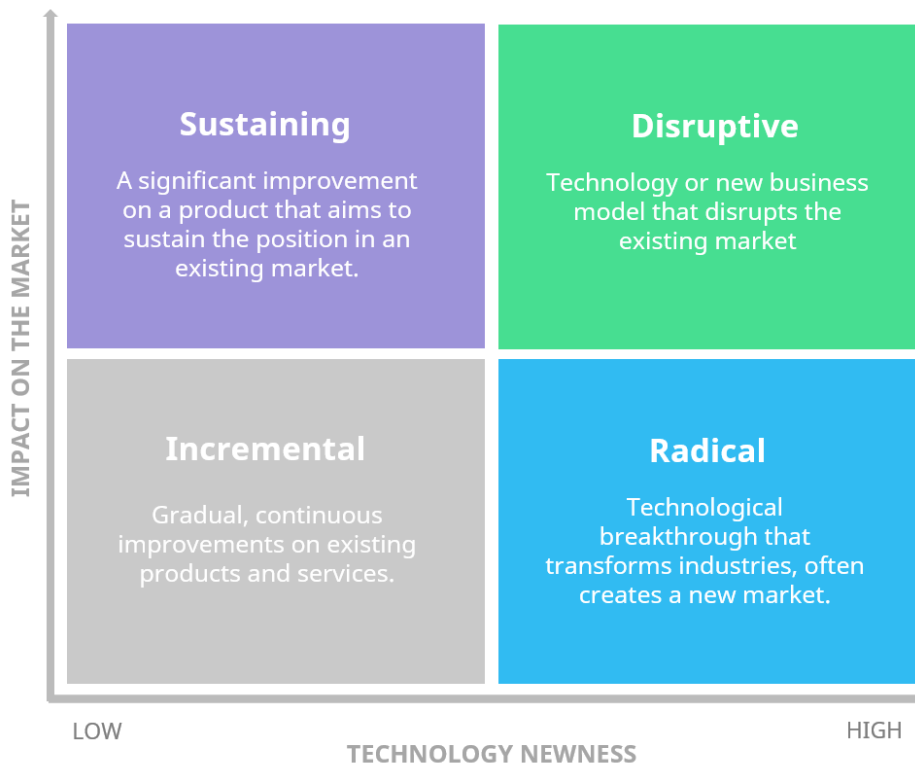 IMPACT ON THE MARKET
Sustaining
A significant improvement
on a product that aims to
sustain the position in an
existing market.
Disruptive
Technology or new business
model that disrupts the
existing market
Incremental
Gradual, continuous
improvements on existing
products and services.
Radical
Technological
breakthrough that
transforms industries, often
creates a new market.
LOW
HIGH
TECHNOLOGY NEWNESS